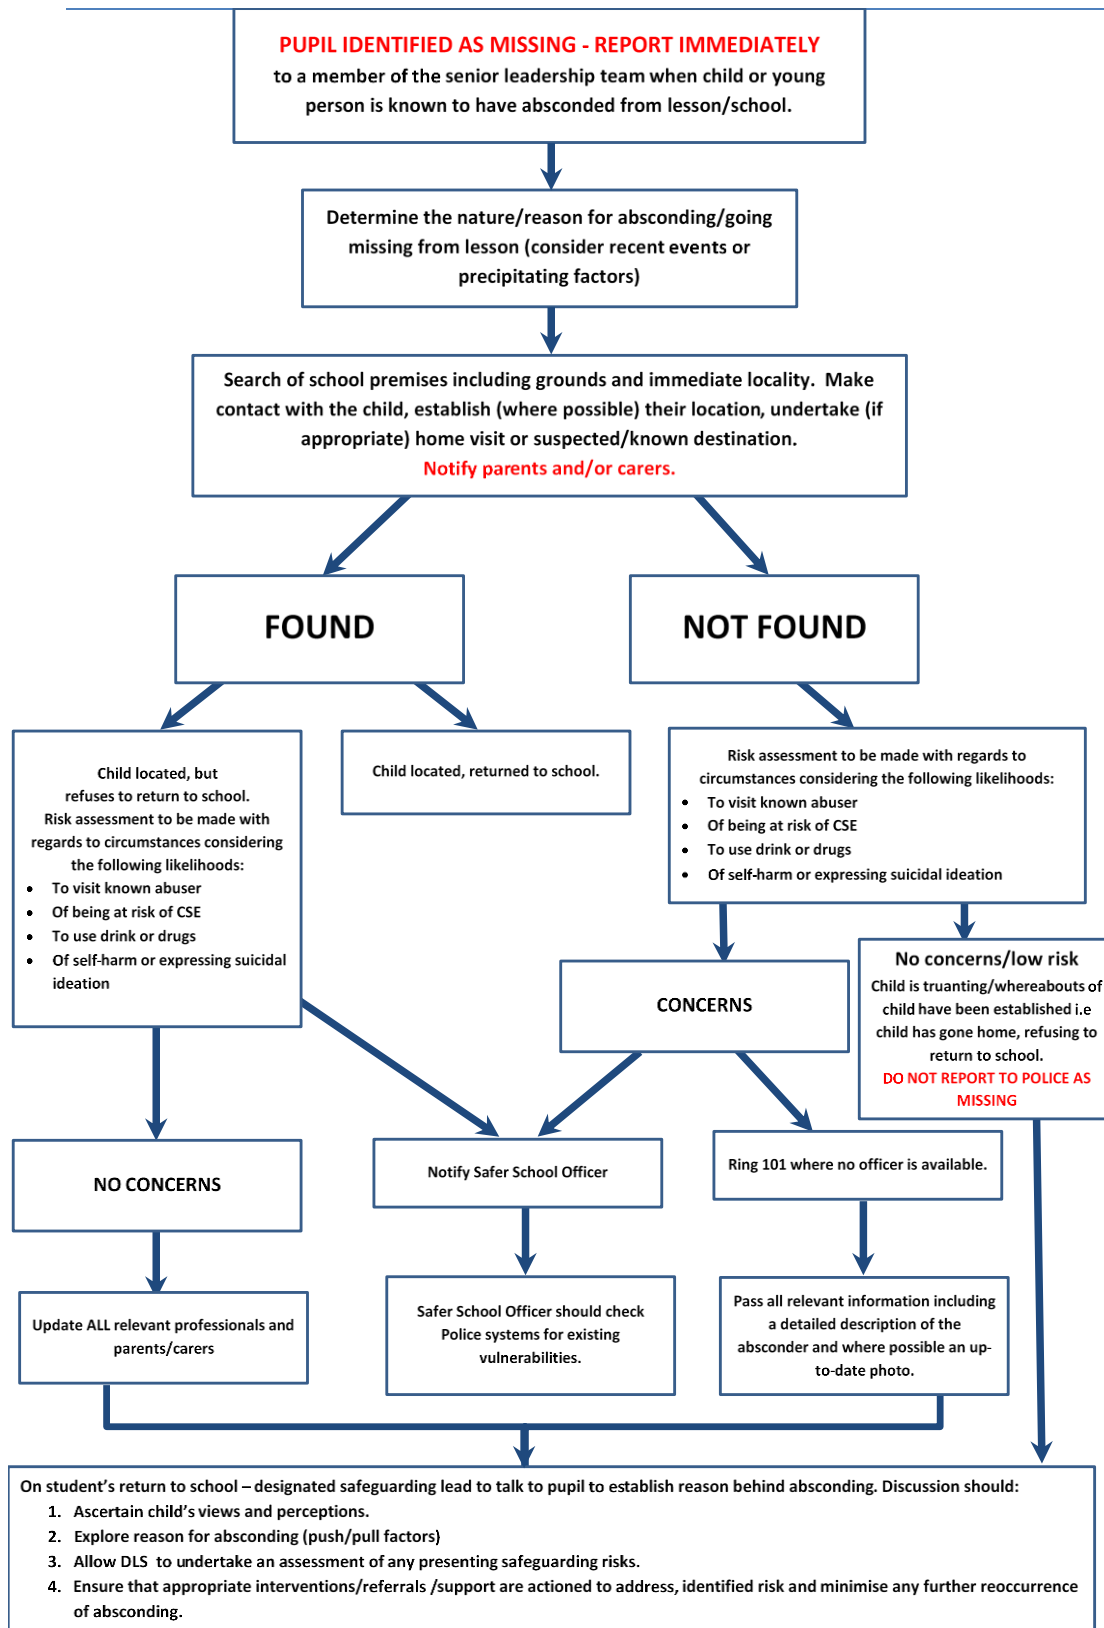 PUPIL IDENTIFIED AS MISSING - REPORT IMMEDIATELY
to a member of the senior leadership team when child or young
person is known to have absconded from lesson/school.
Determine the nature/reason for absconding/going
missing from lesson (consider recent events or
precipitating factors)
Search of school premises including grounds and immediate locality. Make
contact with the child, establish (where possible) their location, undertake (if
appropriate) home visit or suspected/known destination.
Notify parents and/or carers.
FOUND
NOT FOUND
Child located, but
refuses to return to school.
Risk assessment to be made with
regards to circumstances considering
the following likelihoods:
• To visit known abuser
• Of being at risk of CSE
• To use drink or drugs
• Of self-harm or expressing suicidal
ideation
Child located, returned to school.
Risk assessment to be made with regards to
circumstances considering the following likelihoods:
• To visit known abuser
• Of being at risk of CSE
• To use drink or drugs
• Of self-harm or expressing suicidal ideation
CONCERNS
No concerns/low risk
Child is truanting/whereabouts of
child have been established i.e
child has gone home, refusing to
return to school.
DO NOT REPORT TO POLICE AS
MISSING
NO CONCERNS
Notify Safer School Officer
Ring 101 where no officer is available.
Update ALL relevant professionals and
parents/carers
Safer School Officer should check
Police systems for existing
vulnerabilities.
Pass all relevant information including
a detailed description of the
absconder and where possible an up-
to-date photo.
On student's return to school – designated safeguarding lead to talk to pupil to establish reason behind absconding. Discussion should:
1. Ascertain child's views and perceptions.
2. Explore reason for absconding (push/pull factors)
3. Allow DLS to undertake an assessment of any presenting safeguarding risks.
4. Ensure that appropriate interventions/referrals /support are actioned to address, identified risk and minimise any further reoccurrence
of absconding.